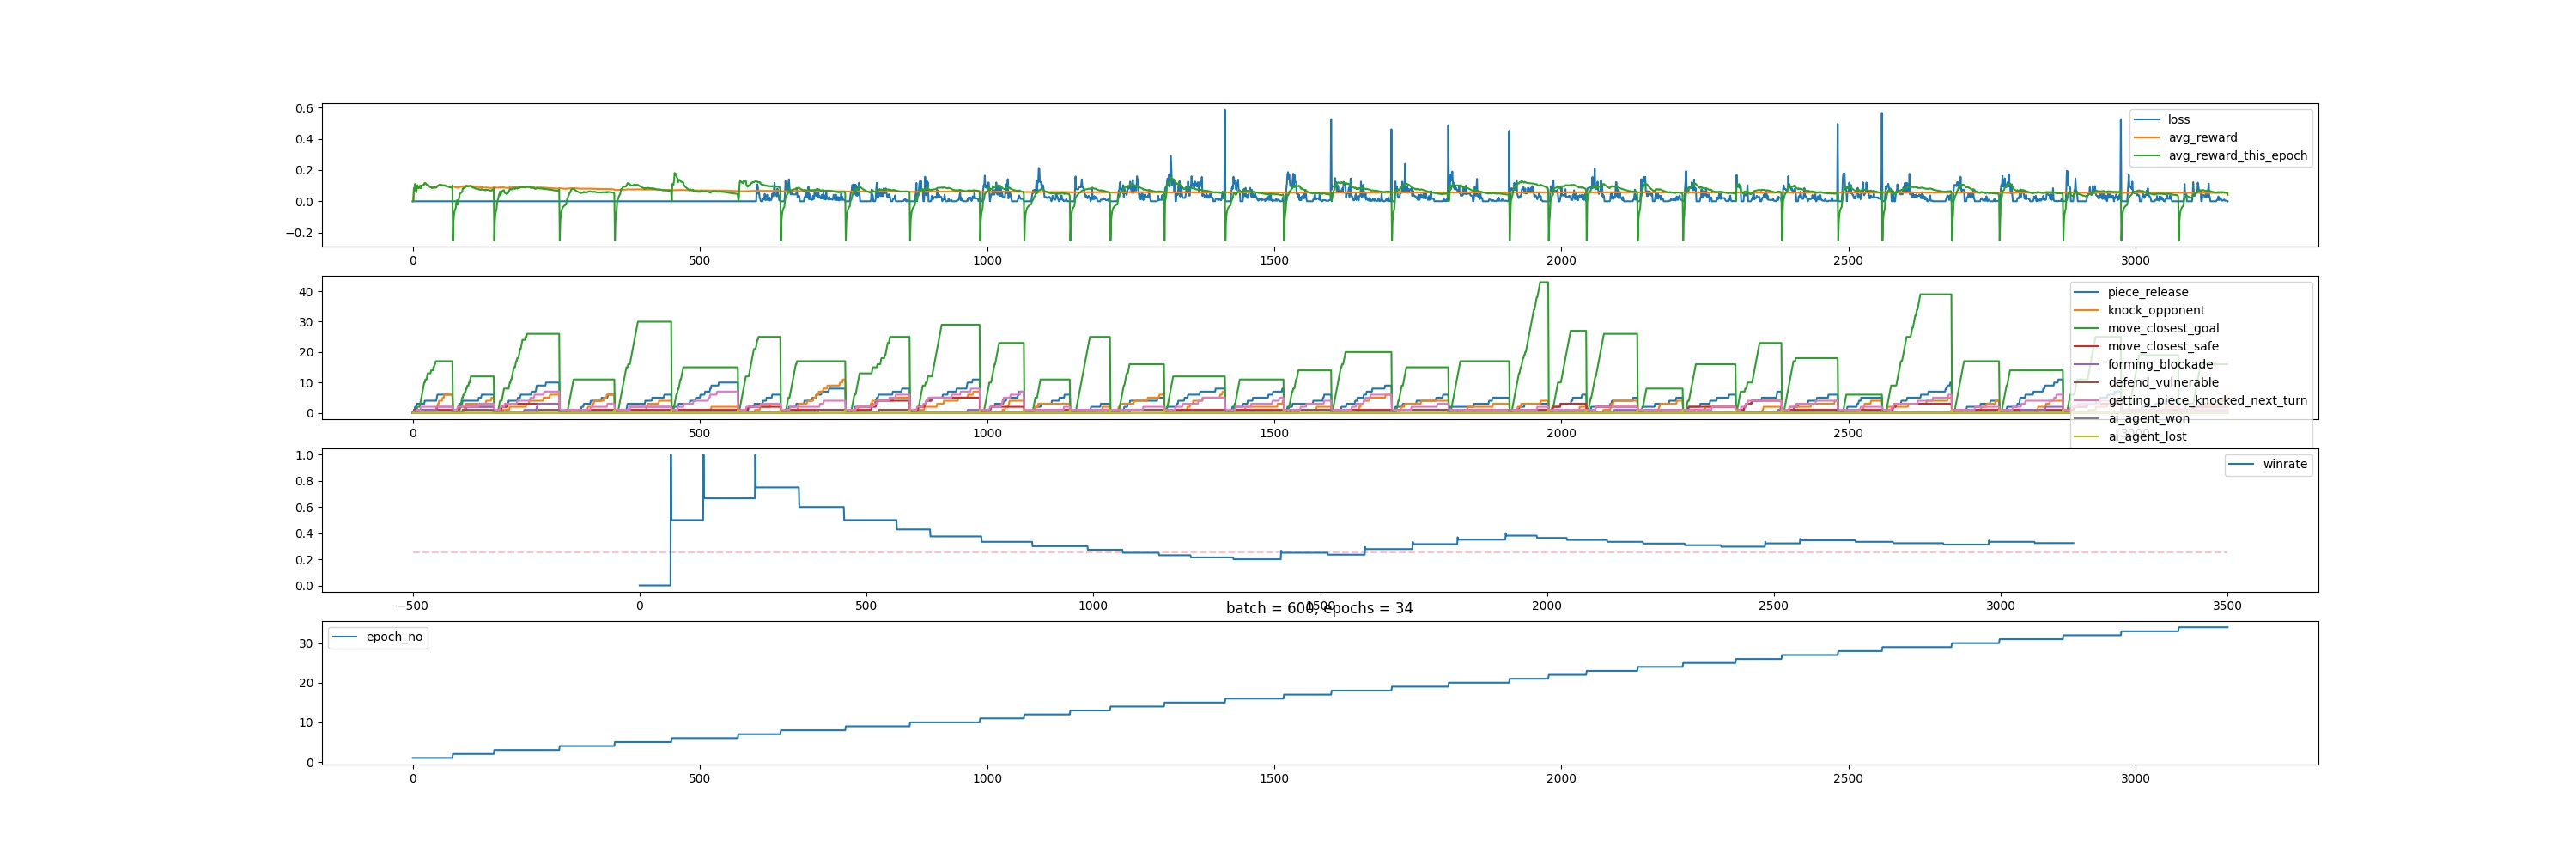 0.6
0.4
0.2
0.0
−0.2
loss
avg_reward
avg_reward_this_epoch
0 500 1000 1500 2000 2500 3000
40
30
20
10
0
piece_release
knock_opponent
move_closest_goal
move_closest_safe
forming_blockade
defend_vulnerable
getting_piece_knocked_next_turn
ai_agent_won
ai_agent_lost
0 500 1000 1500 2000 2500 3000
1.0
0.8
0.6
0.4
0.2
0.0
winrate
−500 0 500 1000 1500 2000 2500 3000 3500
batch = 600, epochs = 34
30
20
10
0
epoch_no
0 500 1000 1500 2000 2500 3000